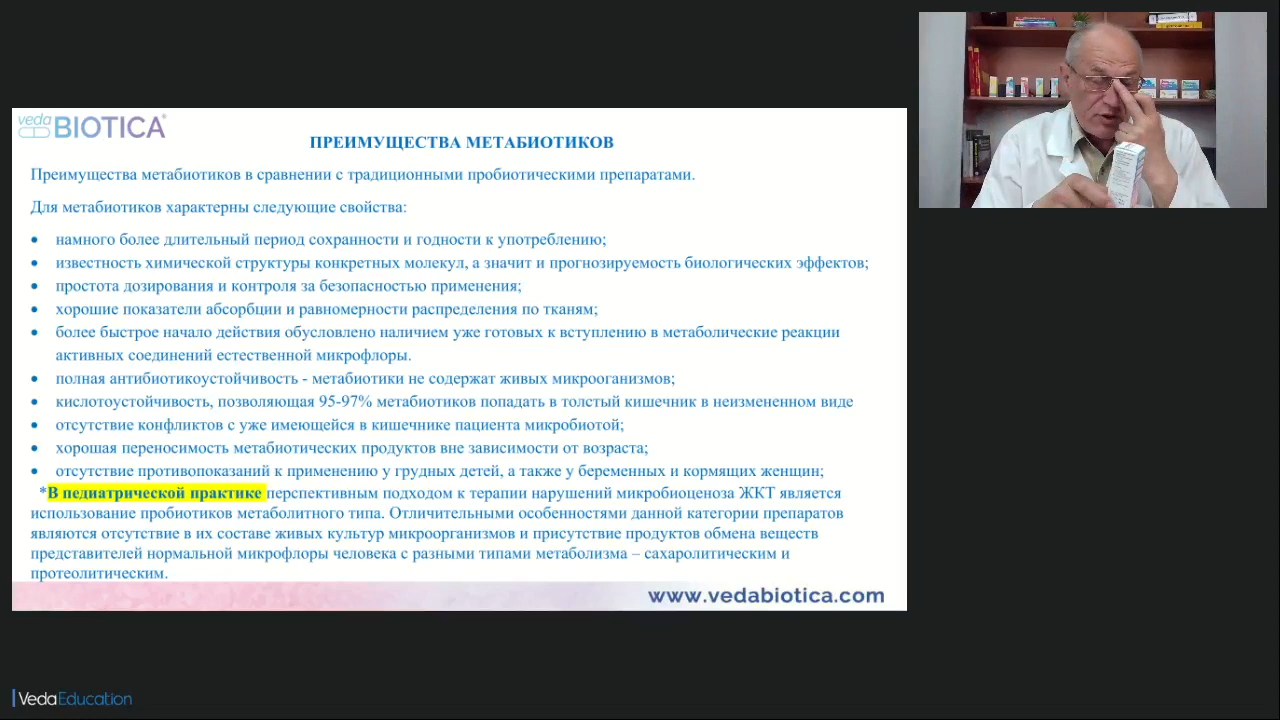 veda
BIOTICA®
ПРЕИМУЩЕСТВА МЕТАБИОТИКОВ
Преимущества метабиотиков в сравнении с традиционными пробиотическими препаратами.
Для метабиотиков характерны следующие свойства:
• намного более длительный период сохранности и годности к употреблению;
• известность химической структуры конкретных молекул, а значит и прогнозируемость биологических эффектов;
• простота дозирования и контроля за безопасностью применения;
• хорошие показатели абсорбции и равномерности распределения по тканям;
• более быстрое начало действия обусловлено наличием уже готовых к вступлению в метаболические реакции
активных соединений естественной микрофлоры.
• полная антибиотикоустойчивость - метабиотики не содержат живых микрооганизмов;
• кислотоустойчивость, позволяющая 95-97% метабиотиков попадать в толстый кишечник в неизмененном виде
• отсутствие конфликтов с уже имеющейся в кишечнике пациента микробиотой;
• хорошая переносимость метабиотических продуктов вне зависимости от возраста;
• отсутствие противопоказаний к применению у грудных детей, а также у беременных и кормящих женщин;
*В педиатрической практике перспективным подходом к терапии нарушений микробиоценоза ЖКТ является
использование пробиотиков метаболитного типа. Отличительными особенностями данной категории препаратов
являются отсутствие в их составе живых культур микроорганизмов и присутствие продуктов обмена веществ
представителей нормальной микрофлоры человека с разными типами метаболизма – сахаролитическим и
протеолитическим.
www.vedabiotica.com
VedaEducation